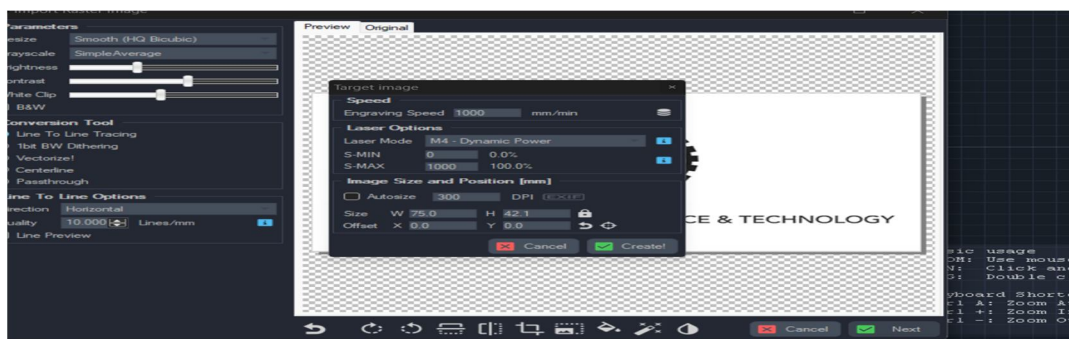 Import Raster Image
Parameters
esize Smooth (HQ Bicubic)
rayscale SimpleAverage
rightness
ontrast
hite Clip
B&W
Conversion Tool
Line To Line Tracing
1bit BW Dithering
Vectorize!
Centerline
Passthrough
ine To Line Options
irection Horizontal
uality 10.000 Lines/mm
Line Preview
Preview Original
Target image
Speed
Engraving Speed 1000 mm/min
Laser Options
Laser Mode M4 - Dynamic Power
S-MIN 0 0.0%
S-MAX 1000 100.0%
Image Size and Position [mm]
Autosize 300 DPI EXIF
Size W 75.0 H 42.1
Offset X 0.0 Y 0.0
Cancel Create!
CE & TECHNOLOGY
Cancel Next
sic usage
OM: Use mous
N: Click an
G: Double c
yboard Short
rl A: Zoom A
rl +: Zoom I
rl -: Zoom O